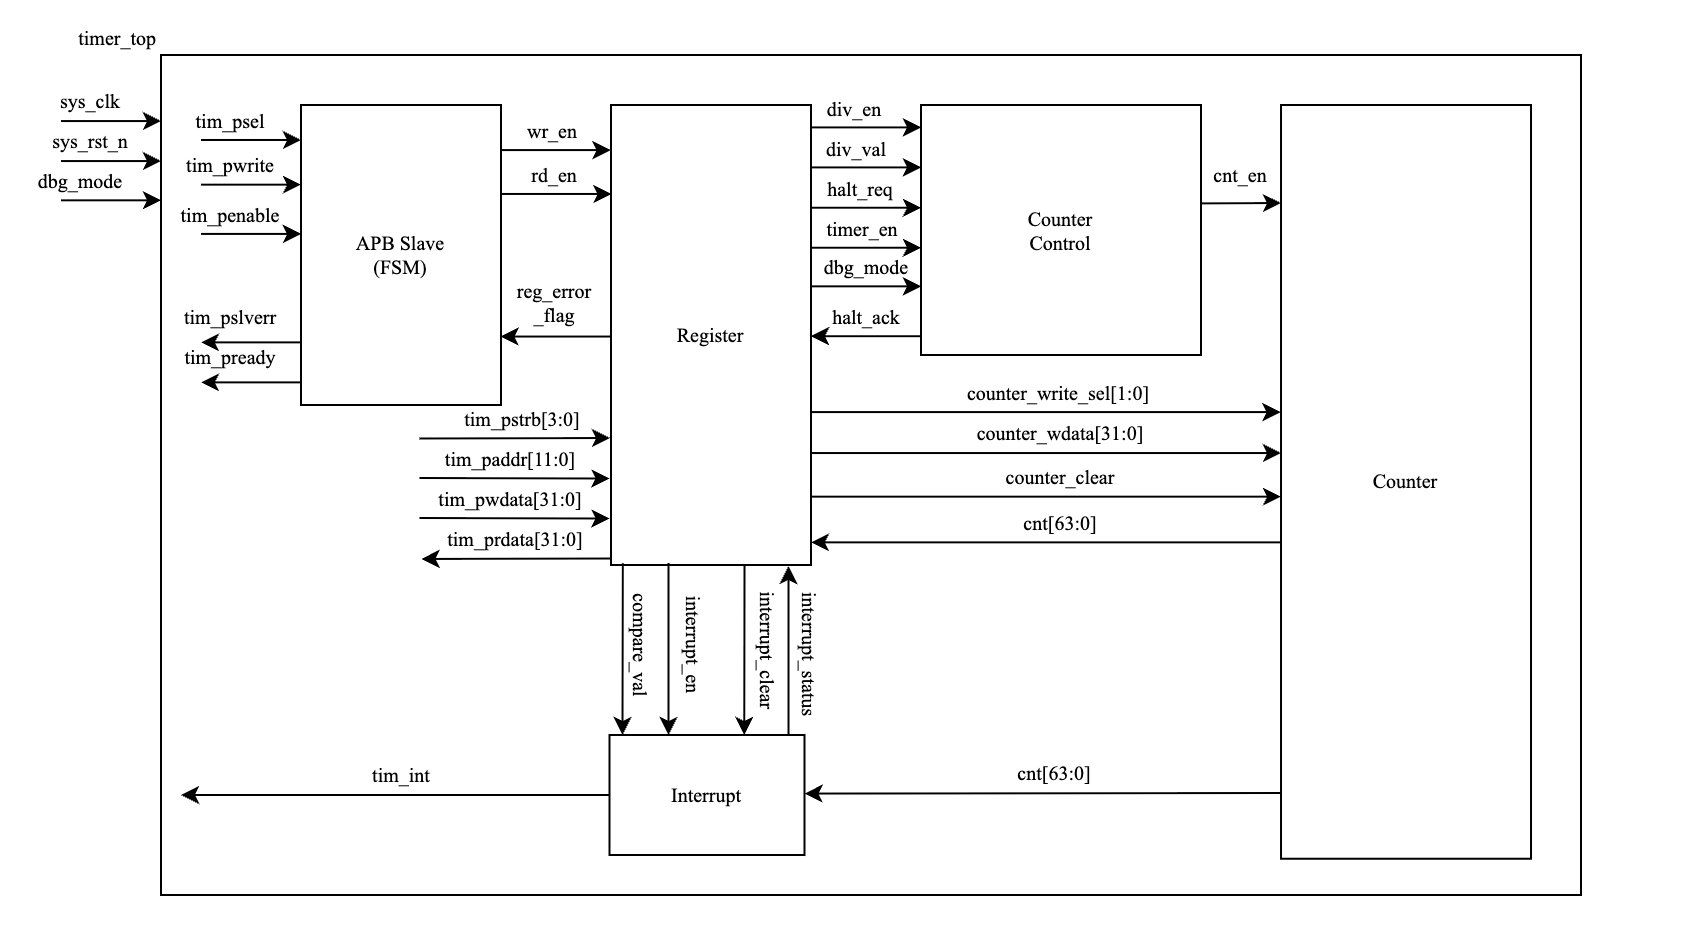 timer_top
sys_clk
sys_rst_n
dbg_mode
tim_psel
tim_pwrite
tim_penable
tim_pslverr
tim_pready
APB Slave
(FSM)
wr_en
rd_en
reg_error
_flag
tim_pstrb[3:0]
tim_paddr[11:0]
tim_pwdata[31:0]
tim_prdata[31:0]
Register
div_en
div_val
halt_req
timer_en
dbg_mode
halt_ack
Counter
Control
cnt_en
counter_write_sel[1:0]
counter_wdata[31:0]
counter_clear
cnt[63:0]
Counter
compare_val
interrupt_en
interrupt_clear
interrupt_status
tim_int
Interrupt
cnt[63:0]